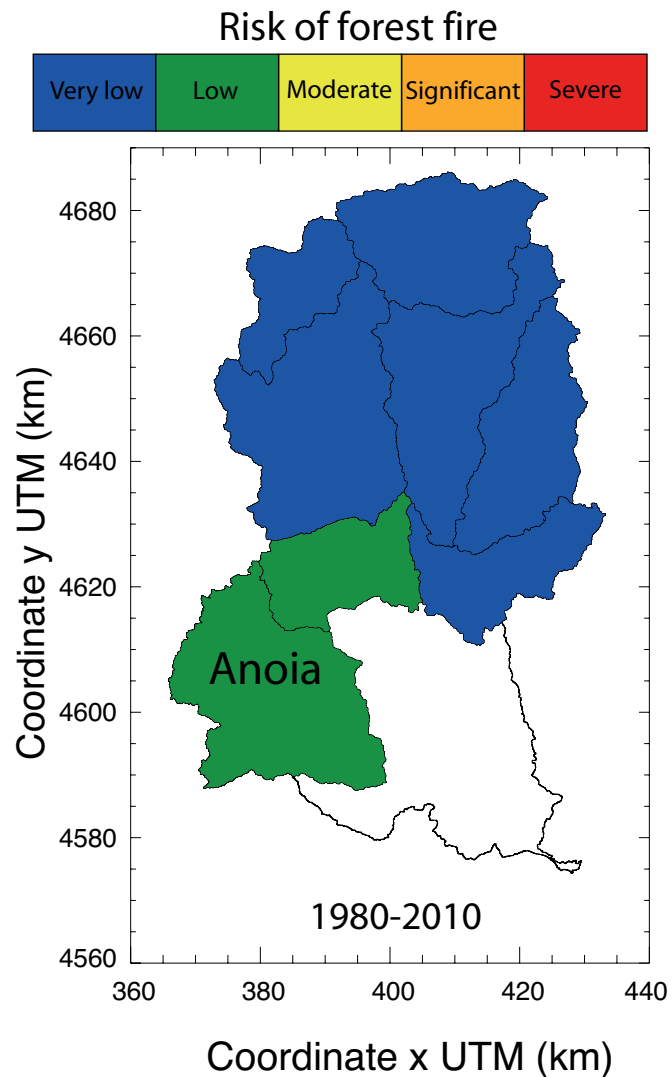 Risk of forest fire
Very low Low Moderate Significant Severe
4680
4660
4640
4620
4600
4580
4560
Coordinate y UTM (km)
Anoia
1980-2010
360 380 400 420 440
Coordinate x UTM (km)